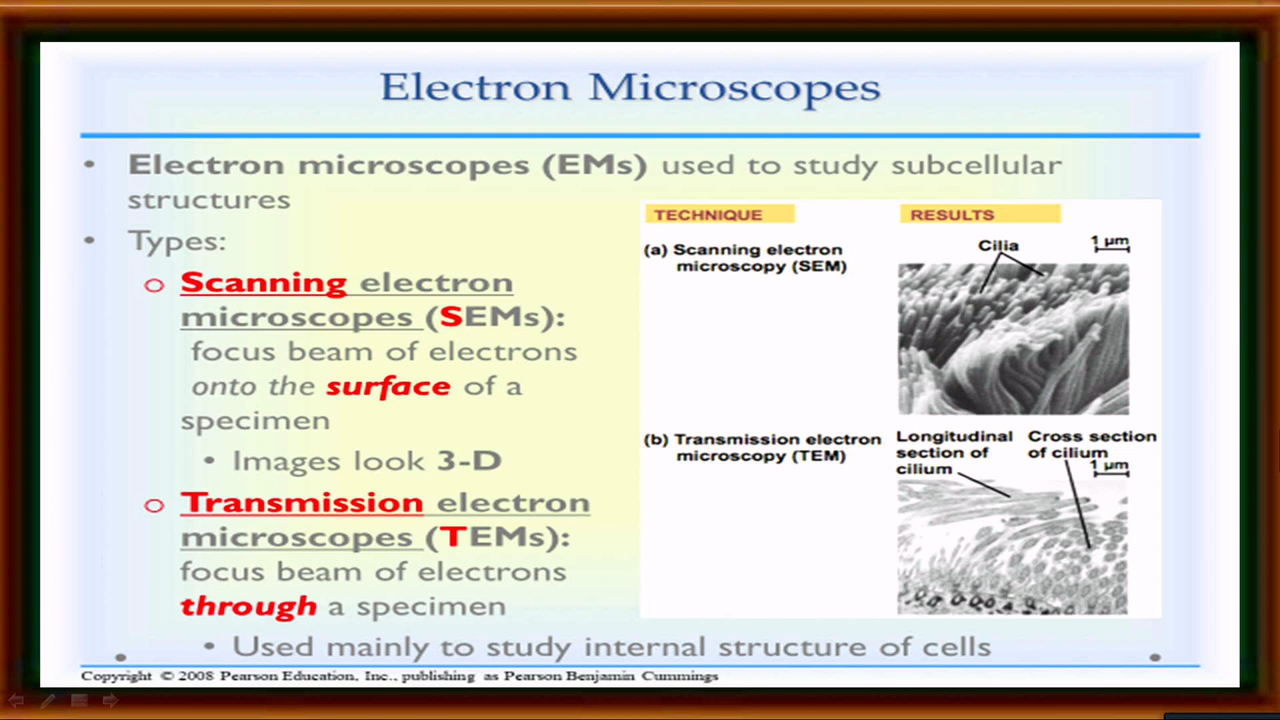 Electron Microscopes
• Electron microscopes (EMs) used to study subcellular
structures
• Types:
o Scanning electron
microscopes (SEMs):
focus beam of electrons
onto the surface of a
specimen
• Images look 3-D
o Transmission electron
microscopes (TEMs):
focus beam of electrons
through a specimen
• Used mainly to study internal structure of cells
TECHNIQUE
RESULTS
(a) Scanning electron
microscopy (SEM)
Cilia
1 µm
(b) Transmission electron
microscopy (TEM)
Longitudinal
section of
cilium
Cross section
of cilium
1 µm
Copyright © 2008 Pearson Education, Inc., publishing as Pearson Benjamin Cummings